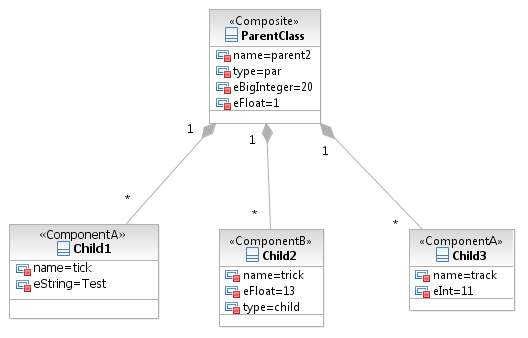 «Composite»
ParentClass
name=parent2
type=par
eBigInteger=20
eFloat=1
1
1
1
*
*
*
«ComponentA»
Child1
name=tick
eString=Test
«ComponentB»
Child2
name=trick
eFloat=13
type=child
«ComponentA»
Child3
name=track
eInt=11